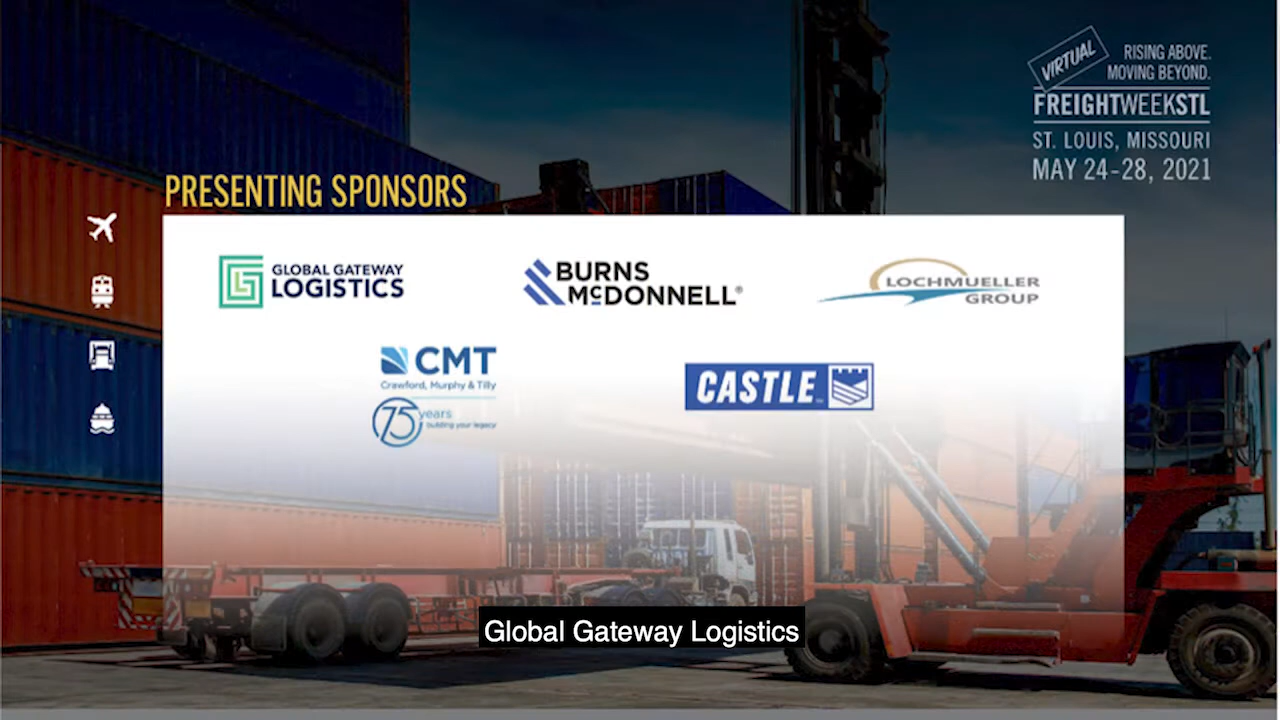 VIRTUAL
RISING ABOVE.
MOVING BEYOND.
FREIGHTWEEKSTL
ST. LOUIS, MISSOURI
MAY 24-28, 2021
PRESENTING SPONSORS
GLOBAL GATEWAY
LOGISTICS
BURNS
McDONNELL®
LOCHMUELLER
GROUP
CMT
Crawford, Murphy & Tilly
75 years
building your legacy
CASTLE
Global Gateway Logistics